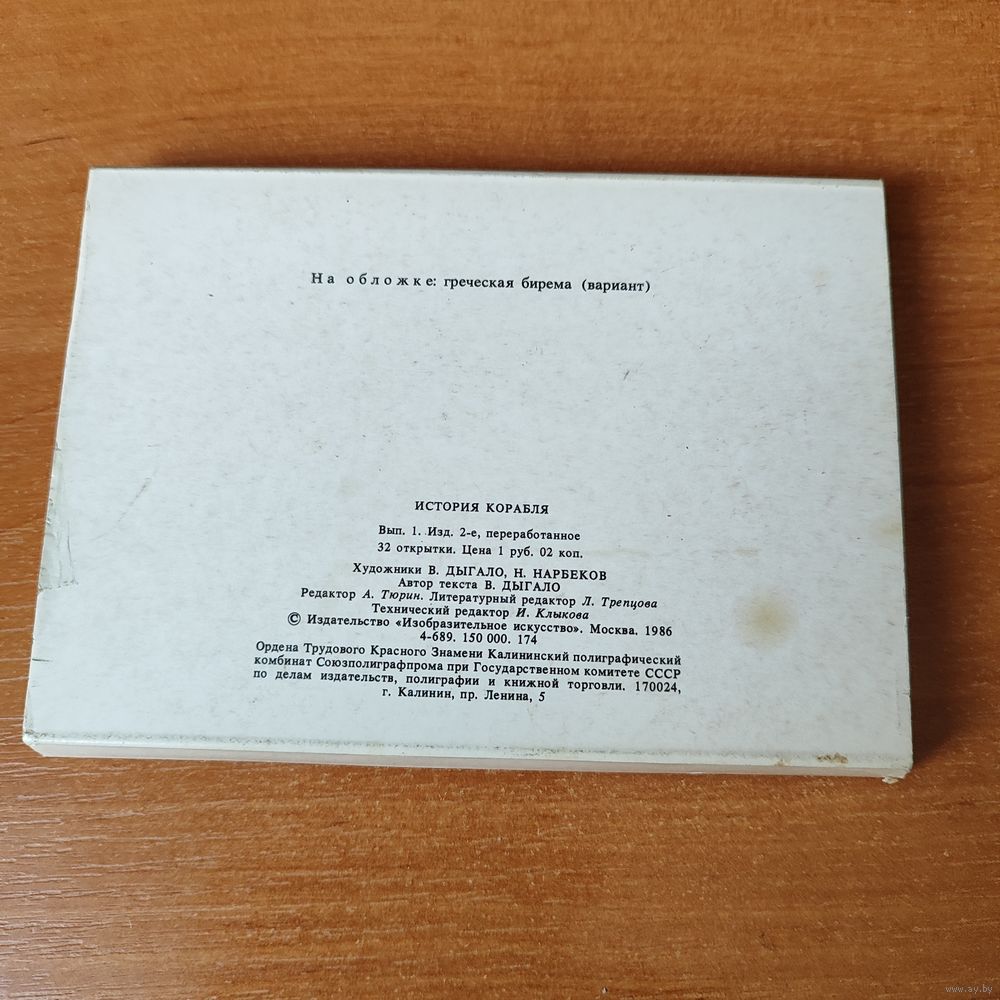 На обложке: греческая бирема (вариант)
ИСТОРИЯ КОРАБЛЯ
Вып. 1. Изд. 2-е, переработанное
32 открытки. Цена 1 руб. 02 коп.
Художники В. ДЫГАЛО, Н. НАРБЕКОВ
Автор текста В. ДЫГАЛО
Редактор А. Тюрин. Литературный редактор Л. Трепцова
Технический редактор И. Клыкова
© Издательство «Изобразительное искусство». Москва. 1986
4-689. 150 000. 174
Ордена Трудового Красного Знамени Калининский полиграфический
комбинат Союзполиграфпрома при Государственном комитете СССР
по делам издательств, полиграфии и книжной торговли. 170024,
г. Калинин, пр. Ленина, 5
www.ay.by